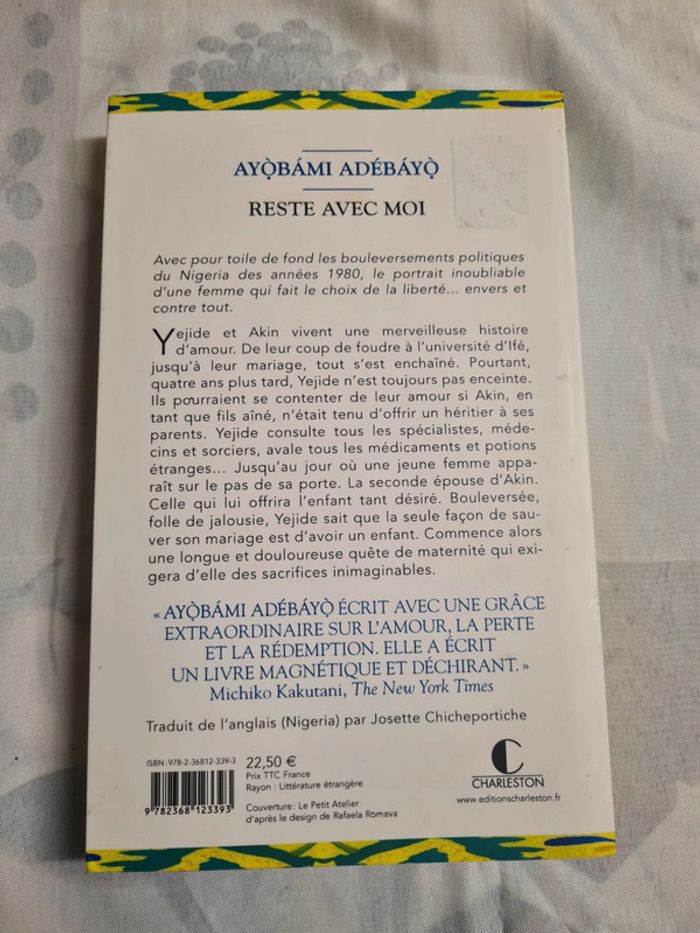 AYỌ̀BÁMI ADÉBÁYỌ̀
RESTE AVEC MOI
Avec pour toile de fond les bouleversements politiques
du Nigeria des années 1980, le portrait inoubliable
d'une femme qui fait le choix de la liberté... envers et
contre tout.
Yejide et Akin vivent une merveilleuse histoire
d'amour. De leur coup de foudre à l'université d'Ifé,
jusqu'à leur mariage, tout s'est enchaîné. Pourtant,
quatre ans plus tard, Yejide n'est toujours pas enceinte.
Ils pourraient se contenter de leur amour si Akin, en
tant que fils aîné, n'était tenu d'offrir un héritier à ses
parents. Yejide consulte tous les spécialistes, méde-
cins et sorciers, avale tous les médicaments et potions
étranges... Jusqu'au jour où une jeune femme appa-
raît sur le pas de sa porte. La seconde épouse d'Akin.
Celle qui lui offrira l'enfant tant désiré. Bouleversée,
folle de jalousie, Yejide sait que la seule façon de sau-
ver son mariage est d'avoir un enfant. Commence alors
une longue et douloureuse quête de maternité qui exi-
gera d'elle des sacrifices inimaginables.
« AYỌ̀BÁMI ADÉBÁYỌ̀ ÉCRIT AVEC UNE GRÂCE
EXTRAORDINAIRE SUR L'AMOUR, LA PERTE
ET LA RÉDEMPTION. ELLE A ÉCRIT
UN LIVRE MAGNÉTIQUE ET DÉCHIRANT. »
Michiko Kakutani, The New York Times
Traduit de l'anglais (Nigeria) par Josette Chicheportiche
ISBN : 978-2-36812-339-3
9 782368 123393
22,50 €
Prix TTC France
Rayon : Littérature étrangère
Couverture : Le Petit Atelier
d'après le design de Rafaela Romaya
CHARLESTON
www.editionscharleston.fr